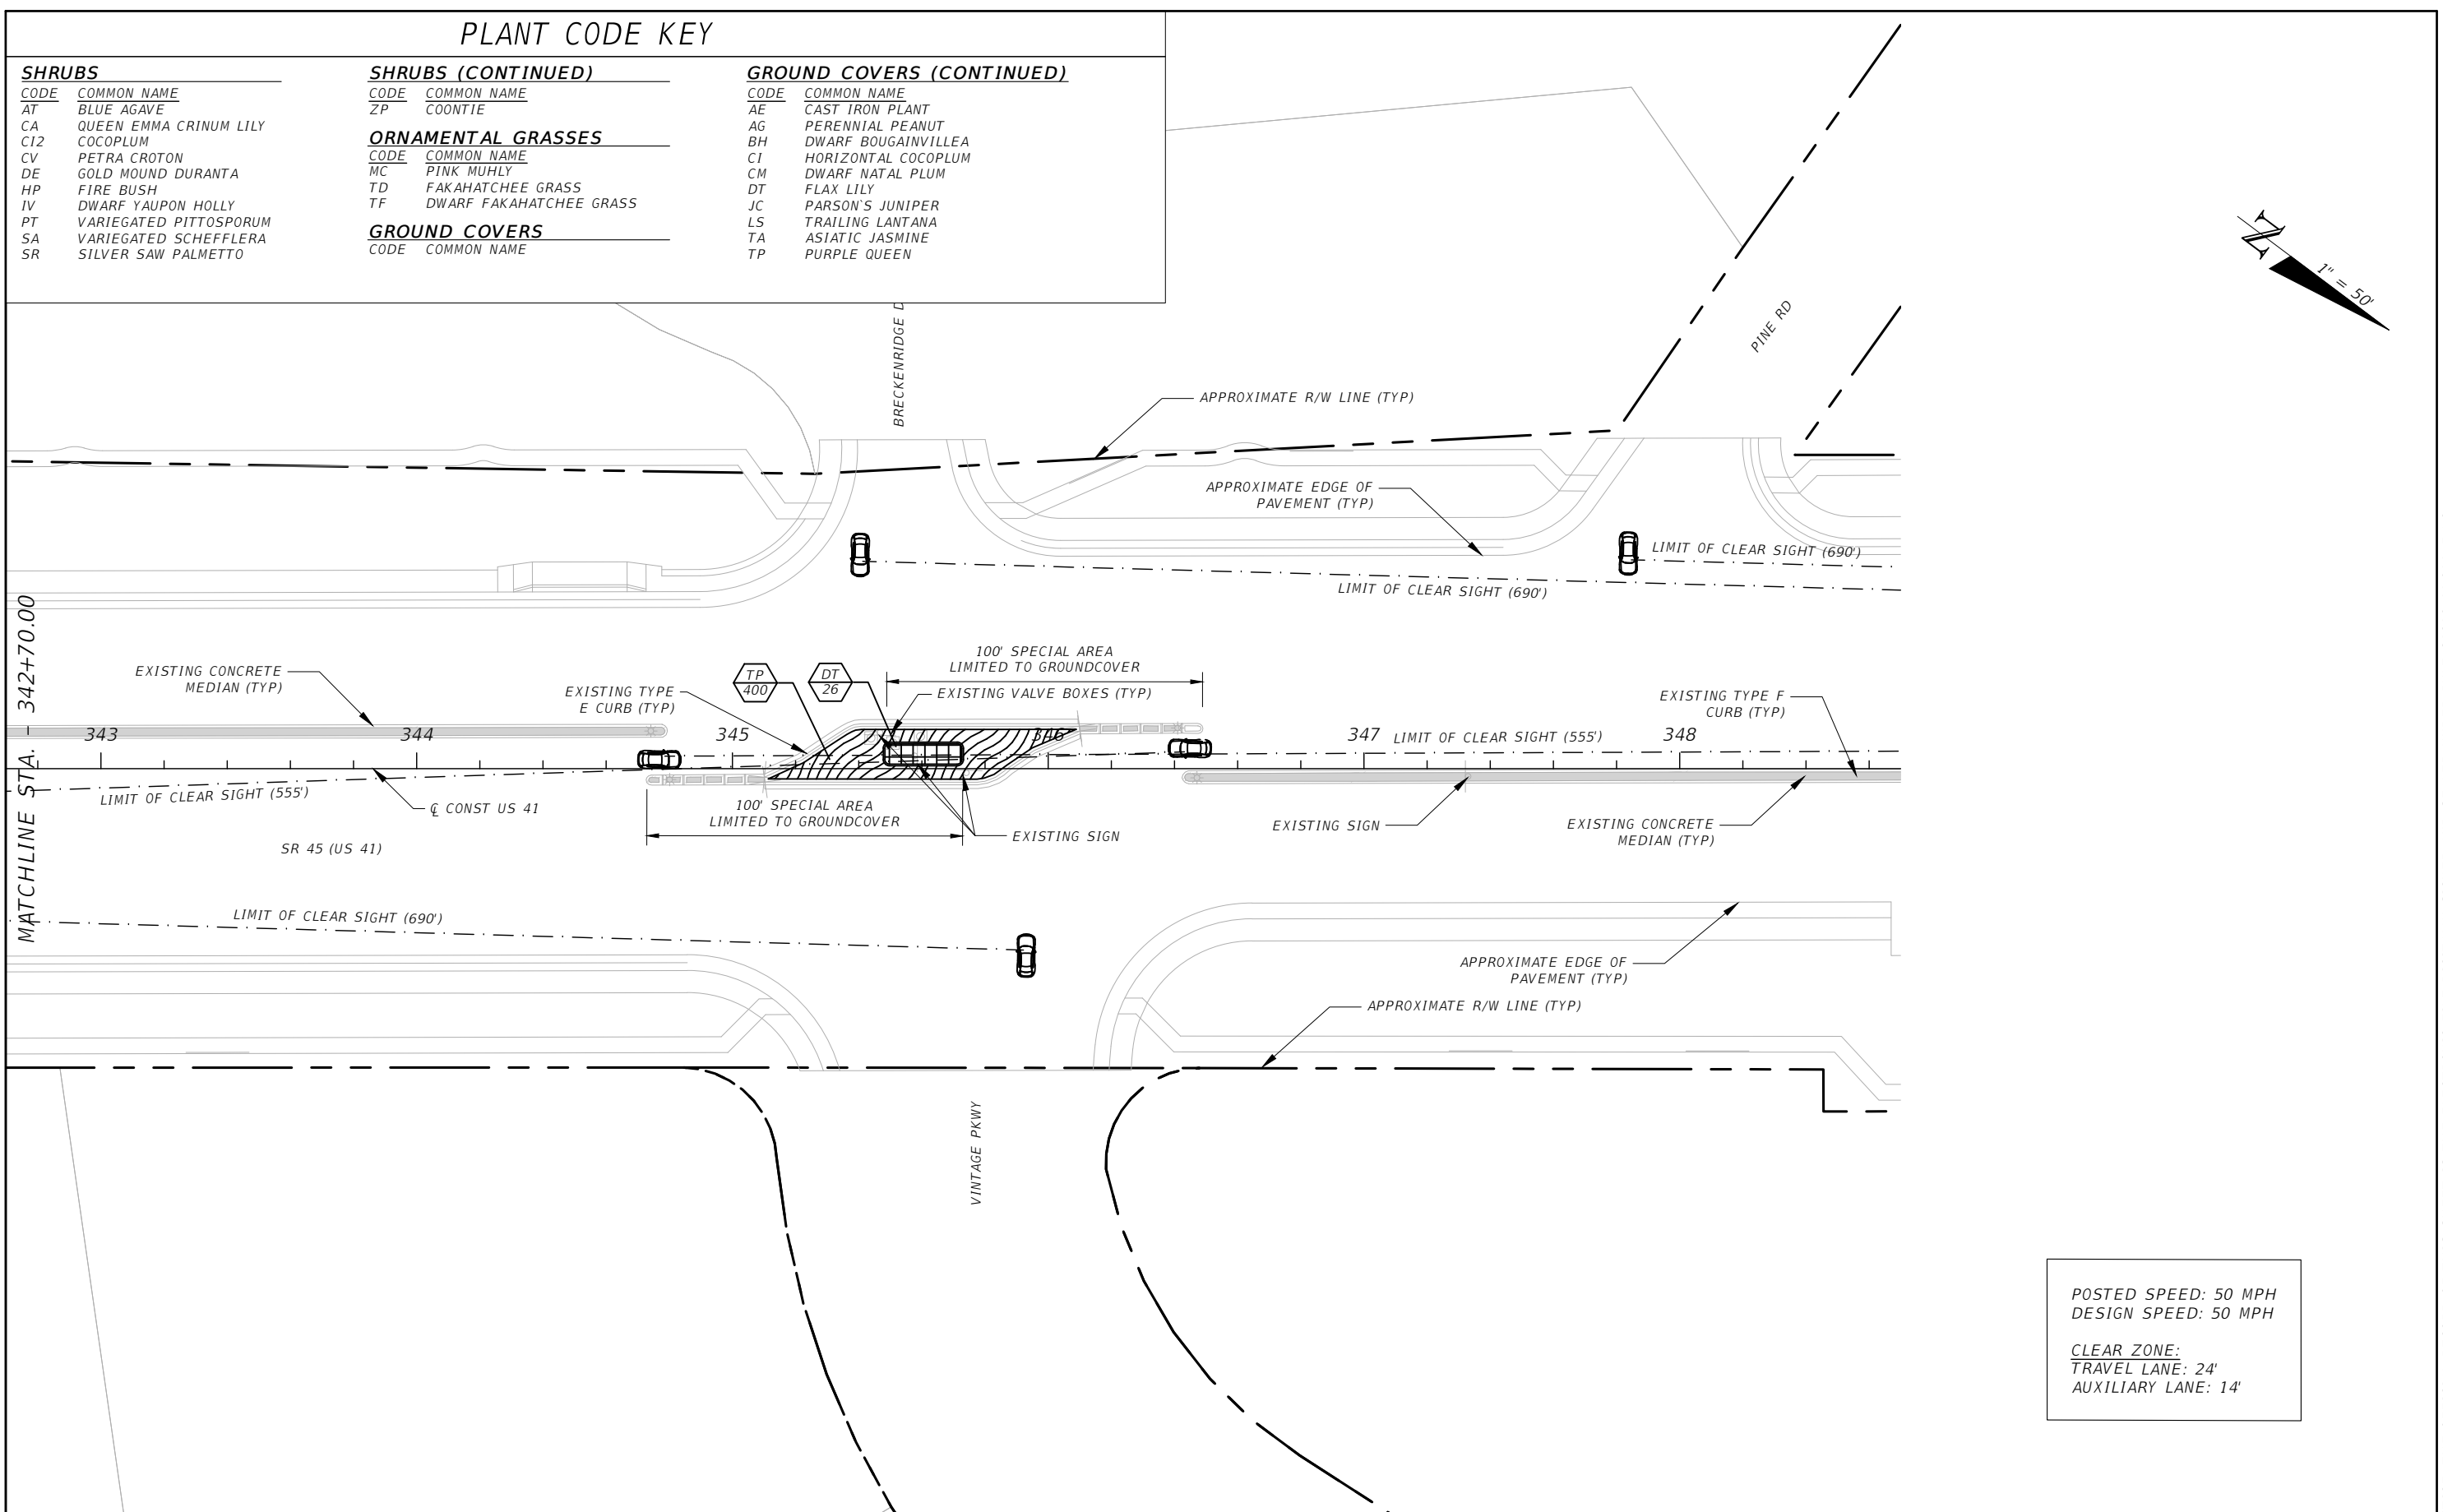 PLANT CODE KEY
SHRUBS
CODE COMMON NAME
AT BLUE AGAVE
CA QUEEN EMMA CRINUM LILY
CI2 COCOPLUM
CV PETRA CROTON
DE GOLD MOUND DURANTA
HP FIRE BUSH
IV DWARF YAUPON HOLLY
PT VARIEGATED PITTOSPORUM
SA VARIEGATED SCHEFFLERA
SR SILVER SAW PALMETTO
SHRUBS (CONTINUED)
CODE COMMON NAME
ZP COONTIE
ORNAMENTAL GRASSES
CODE COMMON NAME
MC PINK MUHLY
TD FAKAHATCHEE GRASS
TF DWARF FAKAHATCHEE GRASS
GROUND COVERS
CODE COMMON NAME
GROUND COVERS (CONTINUED)
CODE COMMON NAME
AE CAST IRON PLANT
AG PERENNIAL PEANUT
BH DWARF BOUGAINVILLEA
CI HORIZONTAL COCOPLUM
CM DWARF NATAL PLUM
DT FLAX LILY
JC PARSON`S JUNIPER
LS TRAILING LANTANA
TA ASIATIC JASMINE
TP PURPLE QUEEN
N
1" = 50'
BRECKENRIDGE D
PINE RD
APPROXIMATE R/W LINE (TYP)
APPROXIMATE EDGE OF
PAVEMENT (TYP)
LIMIT OF CLEAR SIGHT (690')
LIMIT OF CLEAR SIGHT (690')
MATCHLINE STA. - 342+70.00
EXISTING CONCRETE
MEDIAN (TYP)
EXISTING TYPE
E CURB (TYP)
TP
400
DT
26
100' SPECIAL AREA
LIMITED TO GROUNDCOVER
EXISTING VALVE BOXES (TYP)
EXISTING TYPE F
CURB (TYP)
343
344
345
346
347
LIMIT OF CLEAR SIGHT (555')
348
LIMIT OF CLEAR SIGHT (555')
℄ CONST US 41
100' SPECIAL AREA
LIMITED TO GROUNDCOVER
EXISTING SIGN
EXISTING SIGN
EXISTING CONCRETE
MEDIAN (TYP)
SR 45 (US 41)
LIMIT OF CLEAR SIGHT (690')
APPROXIMATE EDGE OF
PAVEMENT (TYP)
APPROXIMATE R/W LINE (TYP)
VINTAGE PKWY
POSTED SPEED: 50 MPH
DESIGN SPEED: 50 MPH
CLEAR ZONE:
TRAVEL LANE: 24'
AUXILIARY LANE: 14'